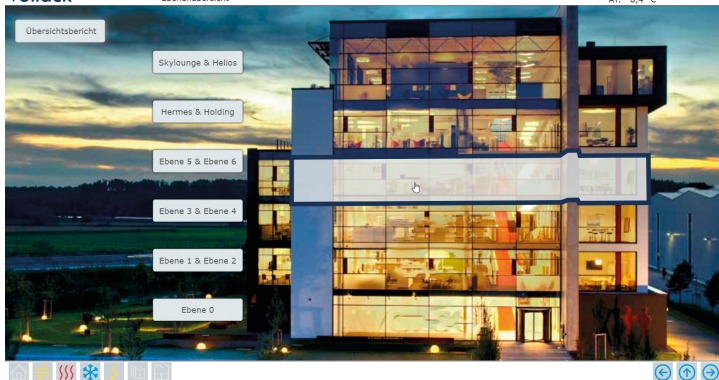 Übersichtsbericht
Skylounge & Helios
Hermes & Holding
Ebene 5 & Ebene 6
Ebene 3 & Ebene 4
Ebene 1 & Ebene 2
Ebene 0